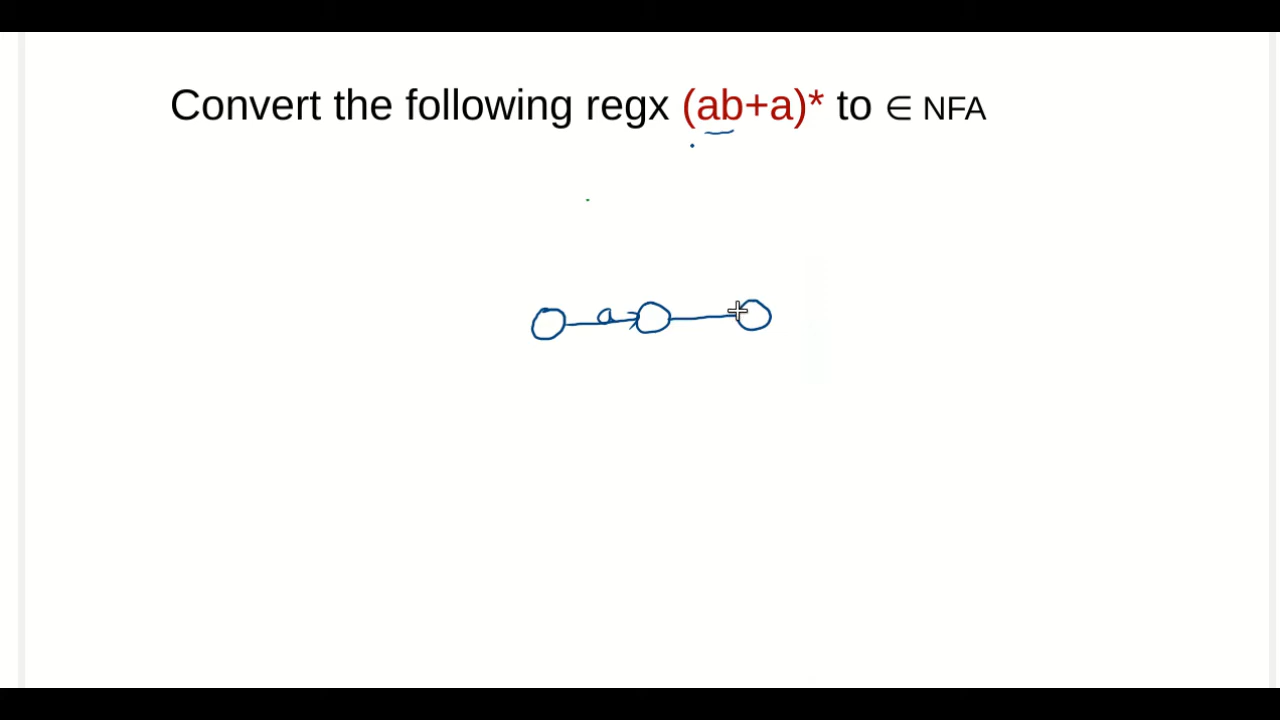 Convert the following regx (ab+a)* to ∈ NFA
a